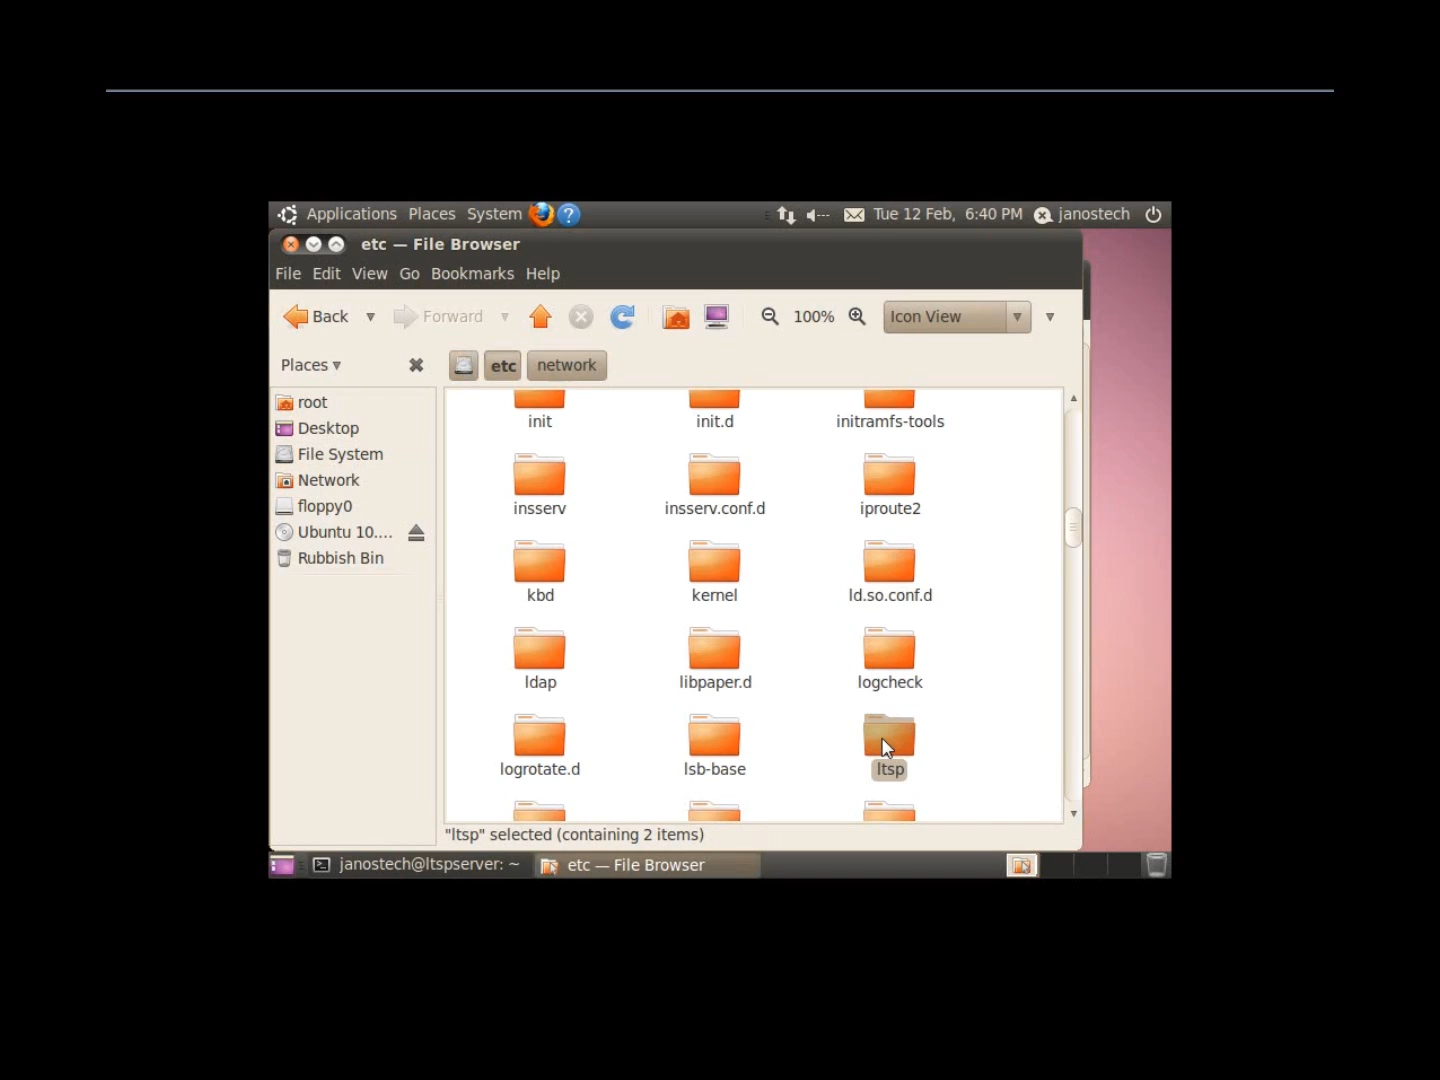 Applications Places System ? Tue 12 Feb, 6:40 PM janostech
etc — File Browser
File Edit View Go Bookmarks Help
Back Forward 100% Icon View
Places etc network
root
Desktop
File System
Network
floppy0
Ubuntu 10....
Rubbish Bin
init init.d initramfs-tools
insserv insserv.conf.d iproute2
kbd kernel ld.so.conf.d
ldap libpaper.d logcheck
logrotate.d lsb-base ltsp
"ltsp" selected (containing 2 items)
janostech@ltspserver: ~ etc — File Browser